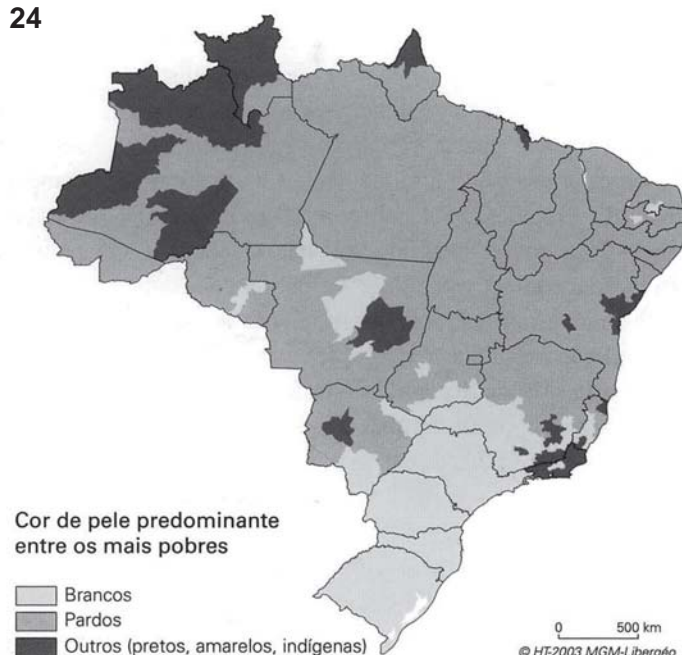 24
Cor de pele predominante
entre os mais pobres
Brancos
Pardos
Outros (pretos, amarelos, indígenas)
0 500 km
© HT-2003 MGM-Libergéo